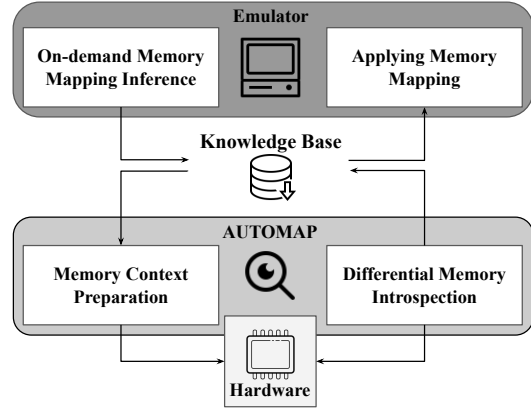 Emulator
On-demand Memory
Mapping Inference
Applying Memory
Mapping
Knowledge Base
AUTOMAP
Memory Context
Preparation
Differential Memory
Introspection
Hardware